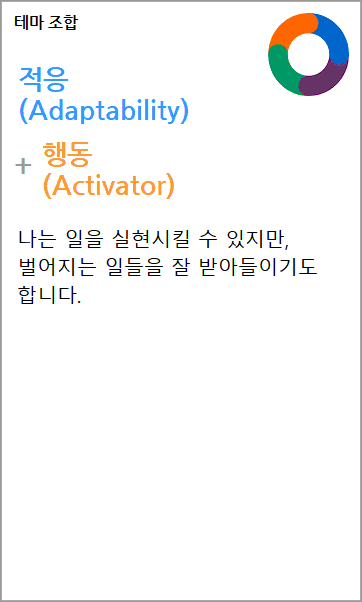 테마 조합
적응
(Adaptability)
+ 행동
(Activator)
나는 일을 실현시킬 수 있지만,
벌어지는 일들을 잘 받아들이기도
합니다.